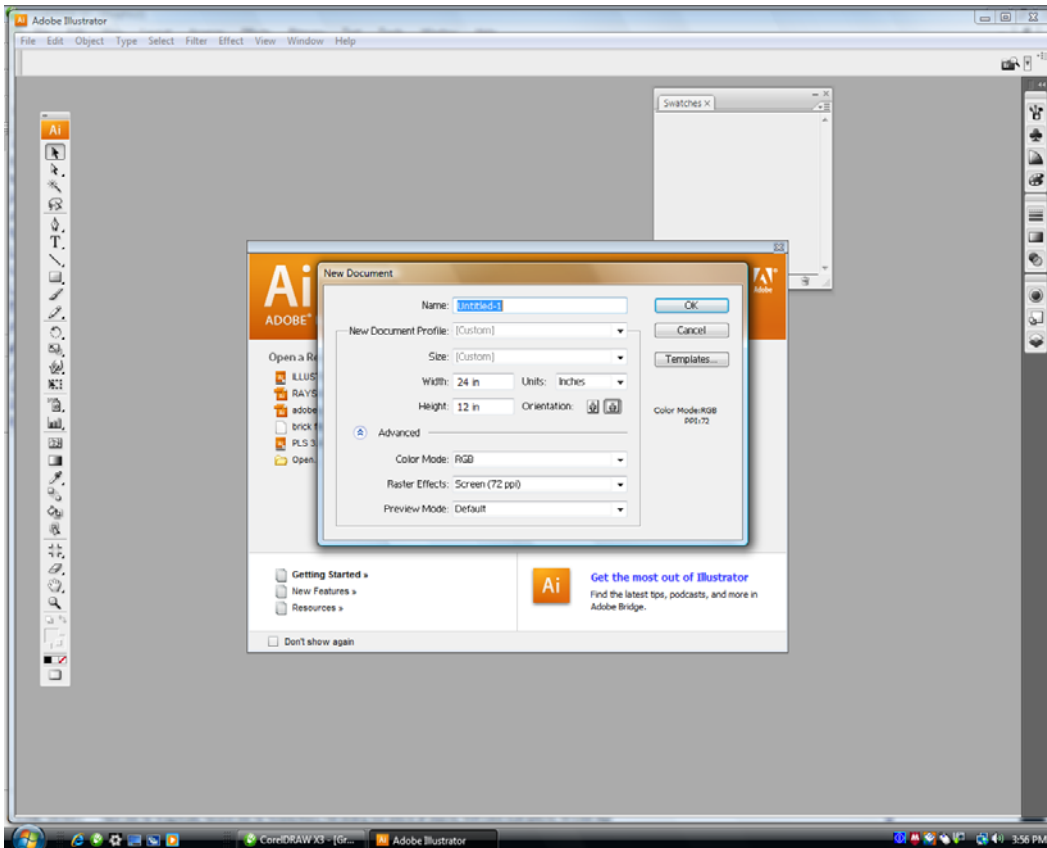 Adobe Illustrator
File Edit Object Type Select Filter Effect View Window Help
Swatches ×
Ai
Ai
ADOBE®
Adobe
New Document
Name: Untitled-1
OK
New Document Profile: [Custom]
Cancel
Size: [Custom]
Templates...
Width: 24 in Units: Inches
Height: 12 in Orientation:
Color Mode:RGB
PPI:72
Advanced
Color Mode: RGB
Raster Effects: Screen (72 ppi)
Preview Mode: Default
Open a Re
ILLUS
RAYS
adobe
brick
PLS 3
Open.
Getting Started »
New Features »
Resources »
Ai
Get the most out of Illustrator
Find the latest tips, podcasts, and more in
Adobe Bridge.
Don't show again
CorelDRAW X3 - [Gr...
Ai Adobe Illustrator
3:56 PM